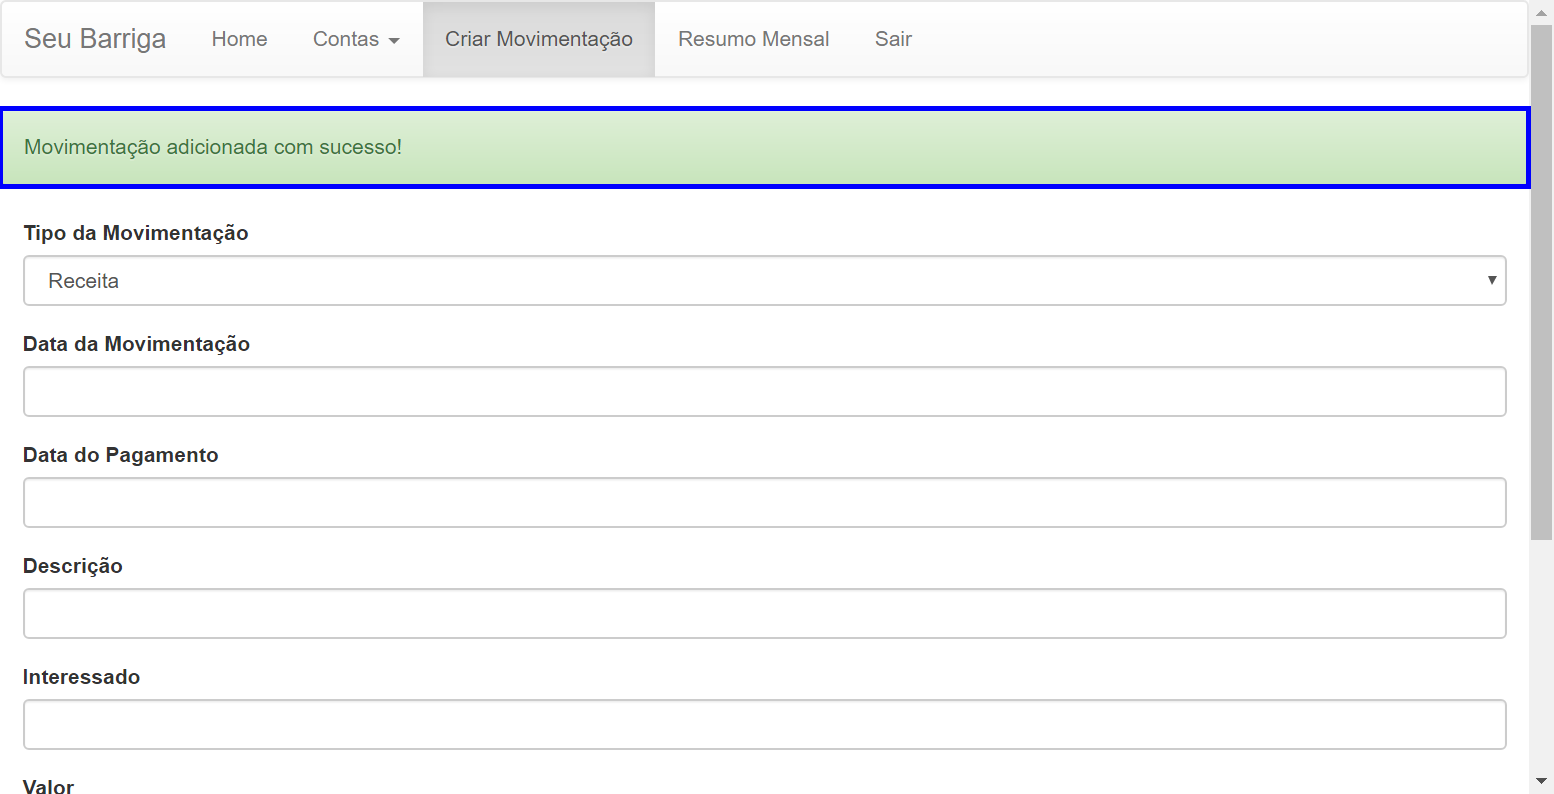 Seu Barriga Home Contas Criar Movimentação Resumo Mensal Sair
Movimentação adicionada com sucesso!
Tipo da Movimentação
Receita
Data da Movimentação
Data do Pagamento
Descrição
Interessado
Valor